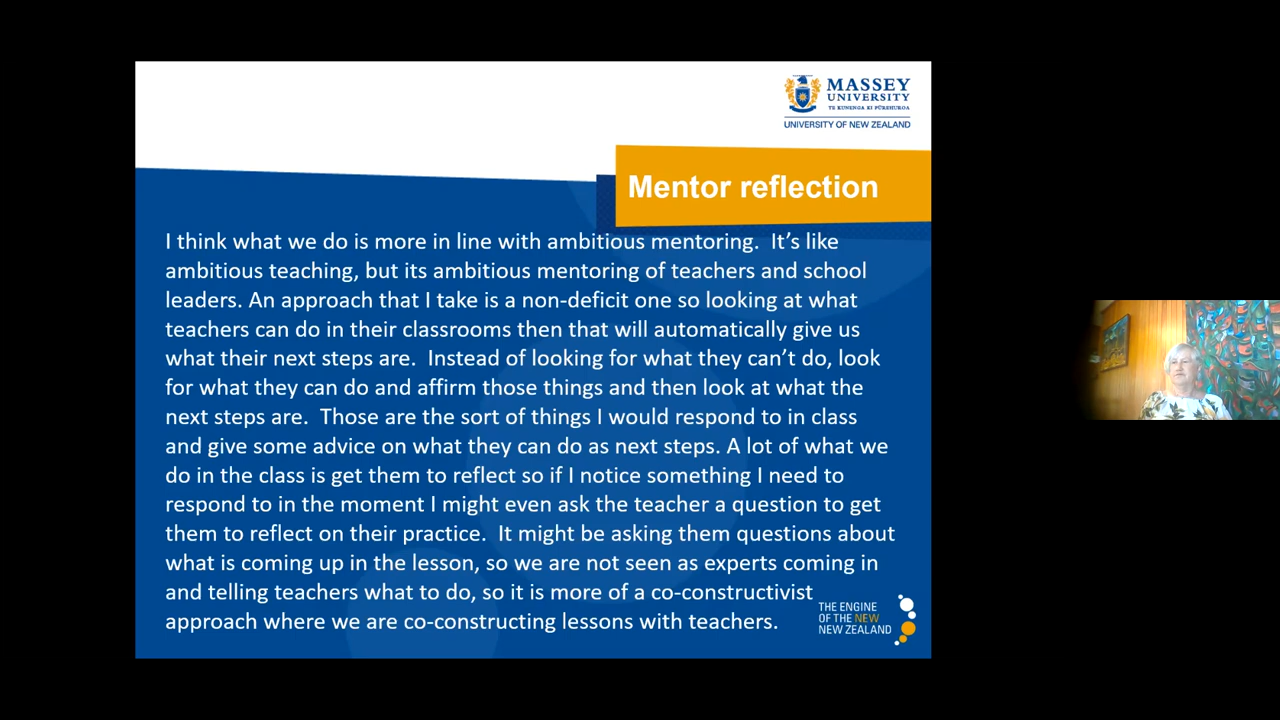 MASSEY
UNIVERSITY
TE KUNENGA KI PŪREHUROA
UNIVERSITY OF NEW ZEALAND
Mentor reflection
I think what we do is more in line with ambitious mentoring.  It’s like
ambitious teaching, but its ambitious mentoring of teachers and school
leaders. An approach that I take is a non-deficit one so looking at what
teachers can do in their classrooms then that will automatically give us
what their next steps are.  Instead of looking for what they can’t do, look
for what they can do and affirm those things and then look at what the
next steps are.  Those are the sort of things I would respond to in class
and give some advice on what they can do as next steps. A lot of what we
do in the class is get them to reflect so if I notice something I need to
respond to in the moment I might even ask the teacher a question to get
them to reflect on their practice.  It might be asking them questions about
what is coming up in the lesson, so we are not seen as experts coming in
and telling teachers what to do, so it is more of a co-constructivist
approach where we are co-constructing lessons with teachers.
THE ENGINE
OF THE NEW
NEW ZEALAND